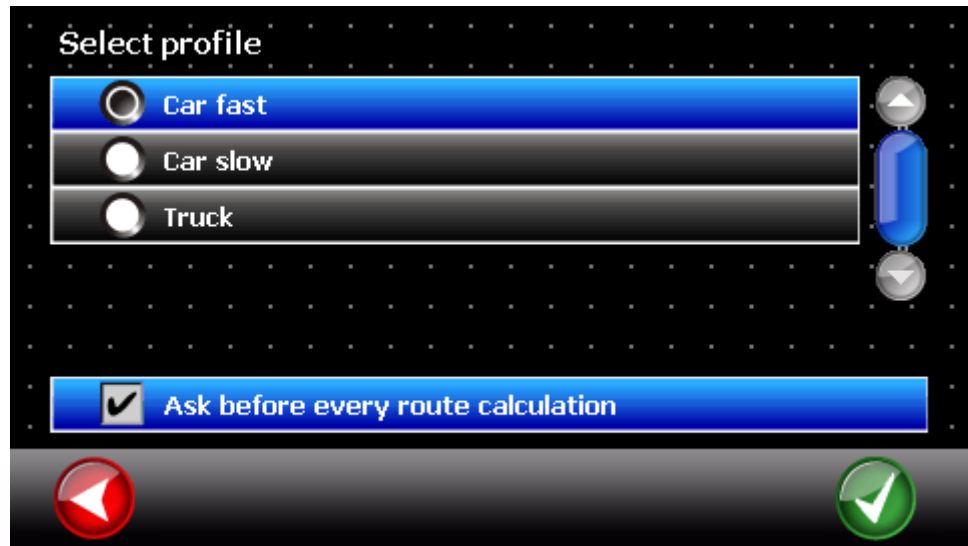 Select profile
Car fast
Car slow
Truck
Ask before every route calculation